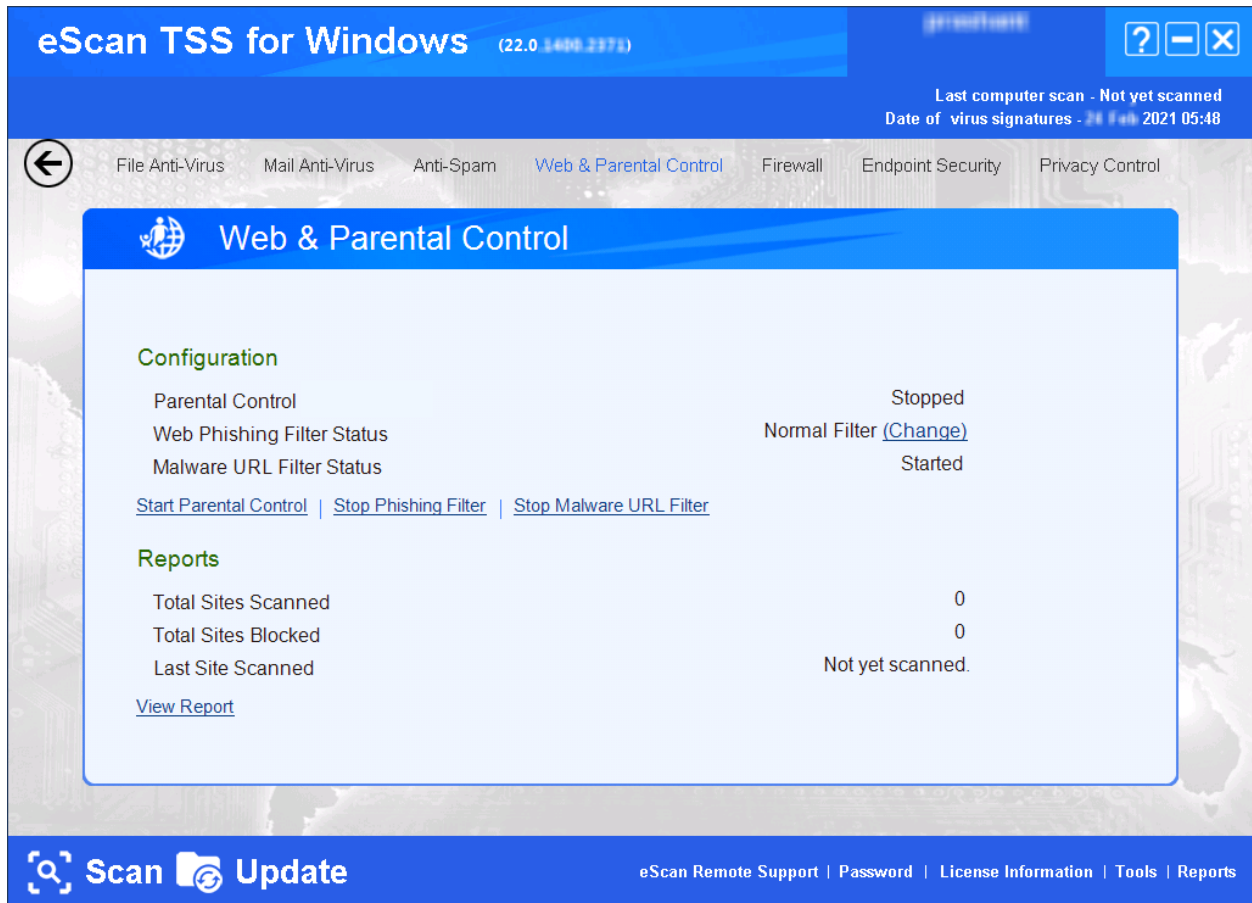 eScan TSS for Windows (22.0
Last computer scan - Not yet scanned
Date of virus signatures - 2021 05:48
File Anti-Virus Mail Anti-Virus Anti-Spam Web & Parental Control Firewall Endpoint Security Privacy Control
Web & Parental Control
Configuration
Parental Control Stopped
Web Phishing Filter Status Normal Filter (Change)
Malware URL Filter Status Started
Start Parental Control | Stop Phishing Filter | Stop Malware URL Filter
Reports
Total Sites Scanned 0
Total Sites Blocked 0
Last Site Scanned Not yet scanned.
View Report
Scan Update eScan Remote Support | Password | License Information | Tools | Reports